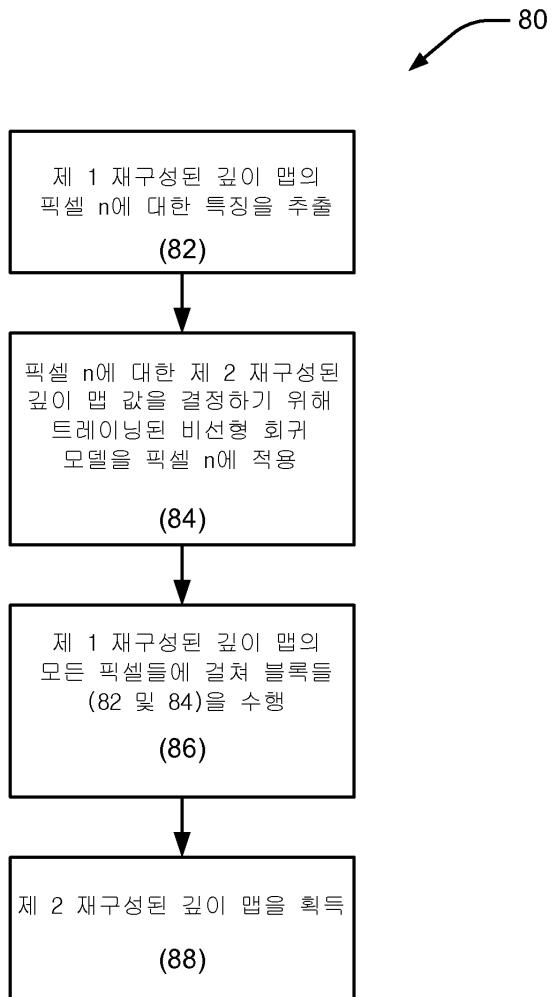 80
제 1 재구성된 깊이 맵의
픽셀 n에 대한 특징을 추출
(82)
픽셀 n에 대한 제 2 재구성된
깊이 맵 값을 결정하기 위해
트레이닝된 비선형 회귀
모델을 픽셀 n에 적용
(84)
제 1 재구성된 깊이 맵의
모든 픽셀들에 걸쳐 블록들
(82 및 84)을 수행
(86)
제 2 재구성된 깊이 맵을 획득
(88)